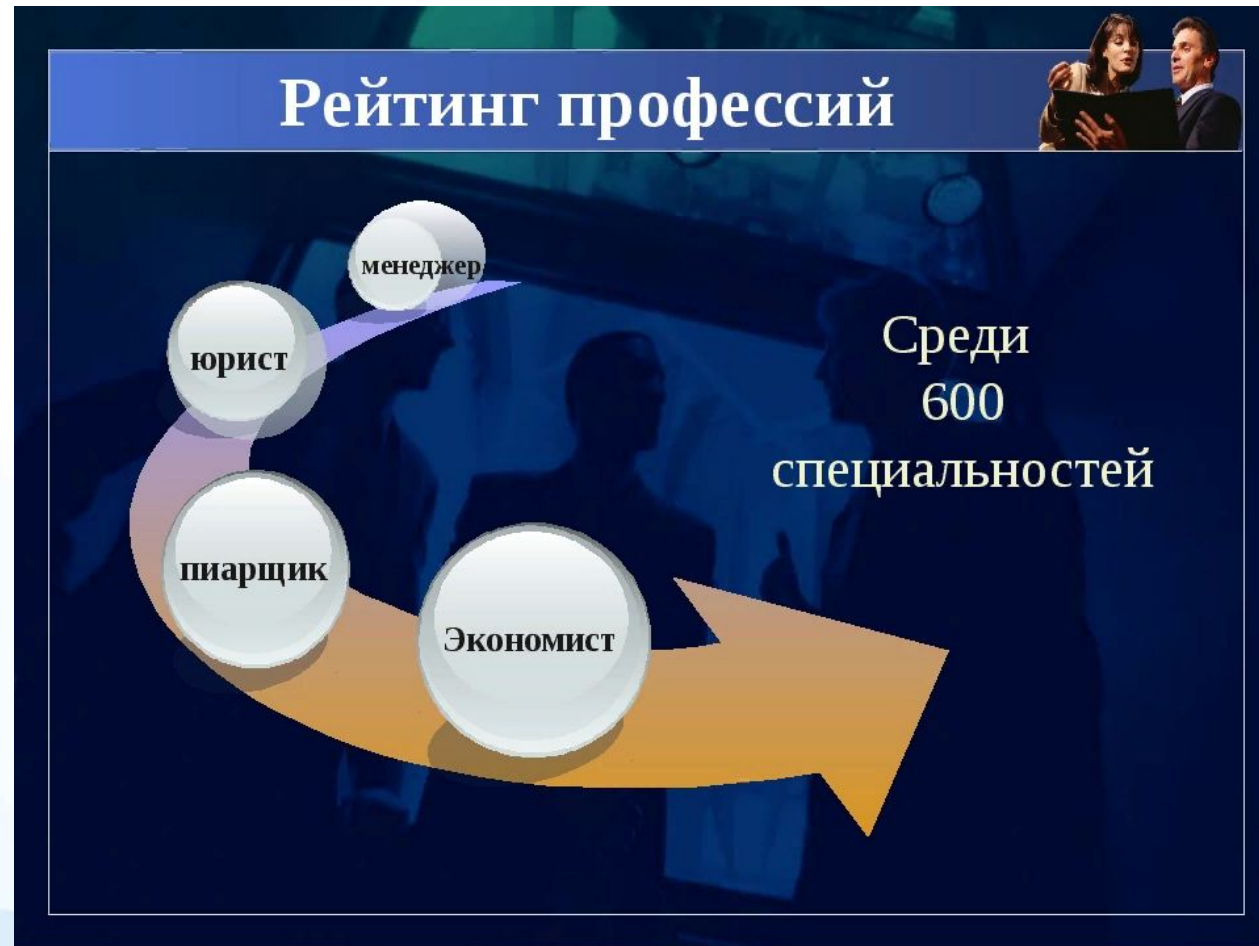 Рейтинг профессий
менеджер
юрист
пиарщик
Экономист
Среди
600
специальностей